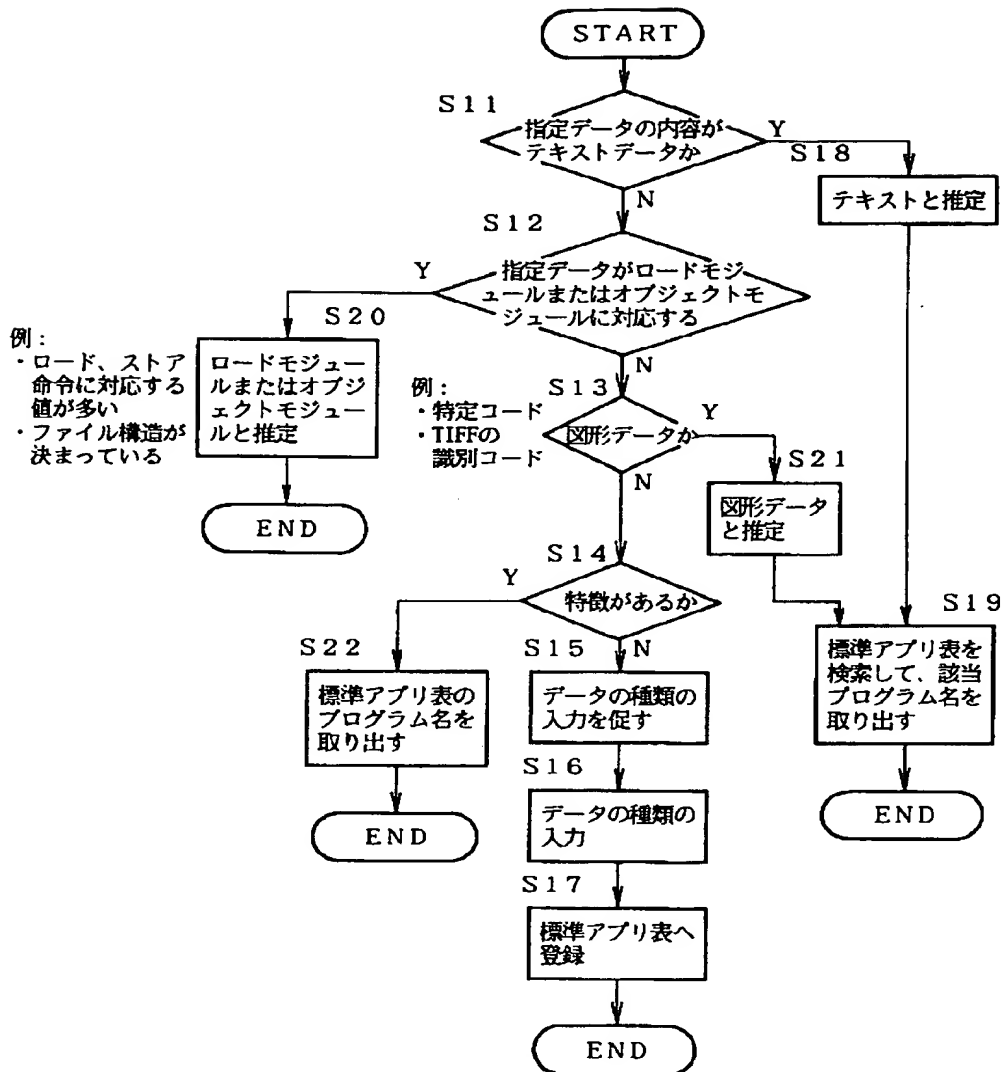 START
S11
指定データの内容が
テキストデータか
Y
S18
テキストと推定
N
S12
指定データがロードモジ
ュールまたはオブジェクトモ
ジュールに対応する
Y
S20
例:
・ロード、ストア
命令に対応する
値が多い
・ファイル構造が
決まっている
ロードモジュー
ルまたはオブジ
ェクトモジュー
ルと推定
END
N
S13
例:
・特定コード
・TIFFの
識別コード
図形データか
Y
S21
図形データ
と推定
N
S14
特徴があるか
Y
S22
標準アプリ表の
プログラム名を
取り出す
END
N
S15
データの種類の
入力を促す
S16
データの種類の
入力
S17
標準アプリ表へ
登録
END
S19
標準アプリ表を
検索して、該当
プログラム名を
取り出す
END